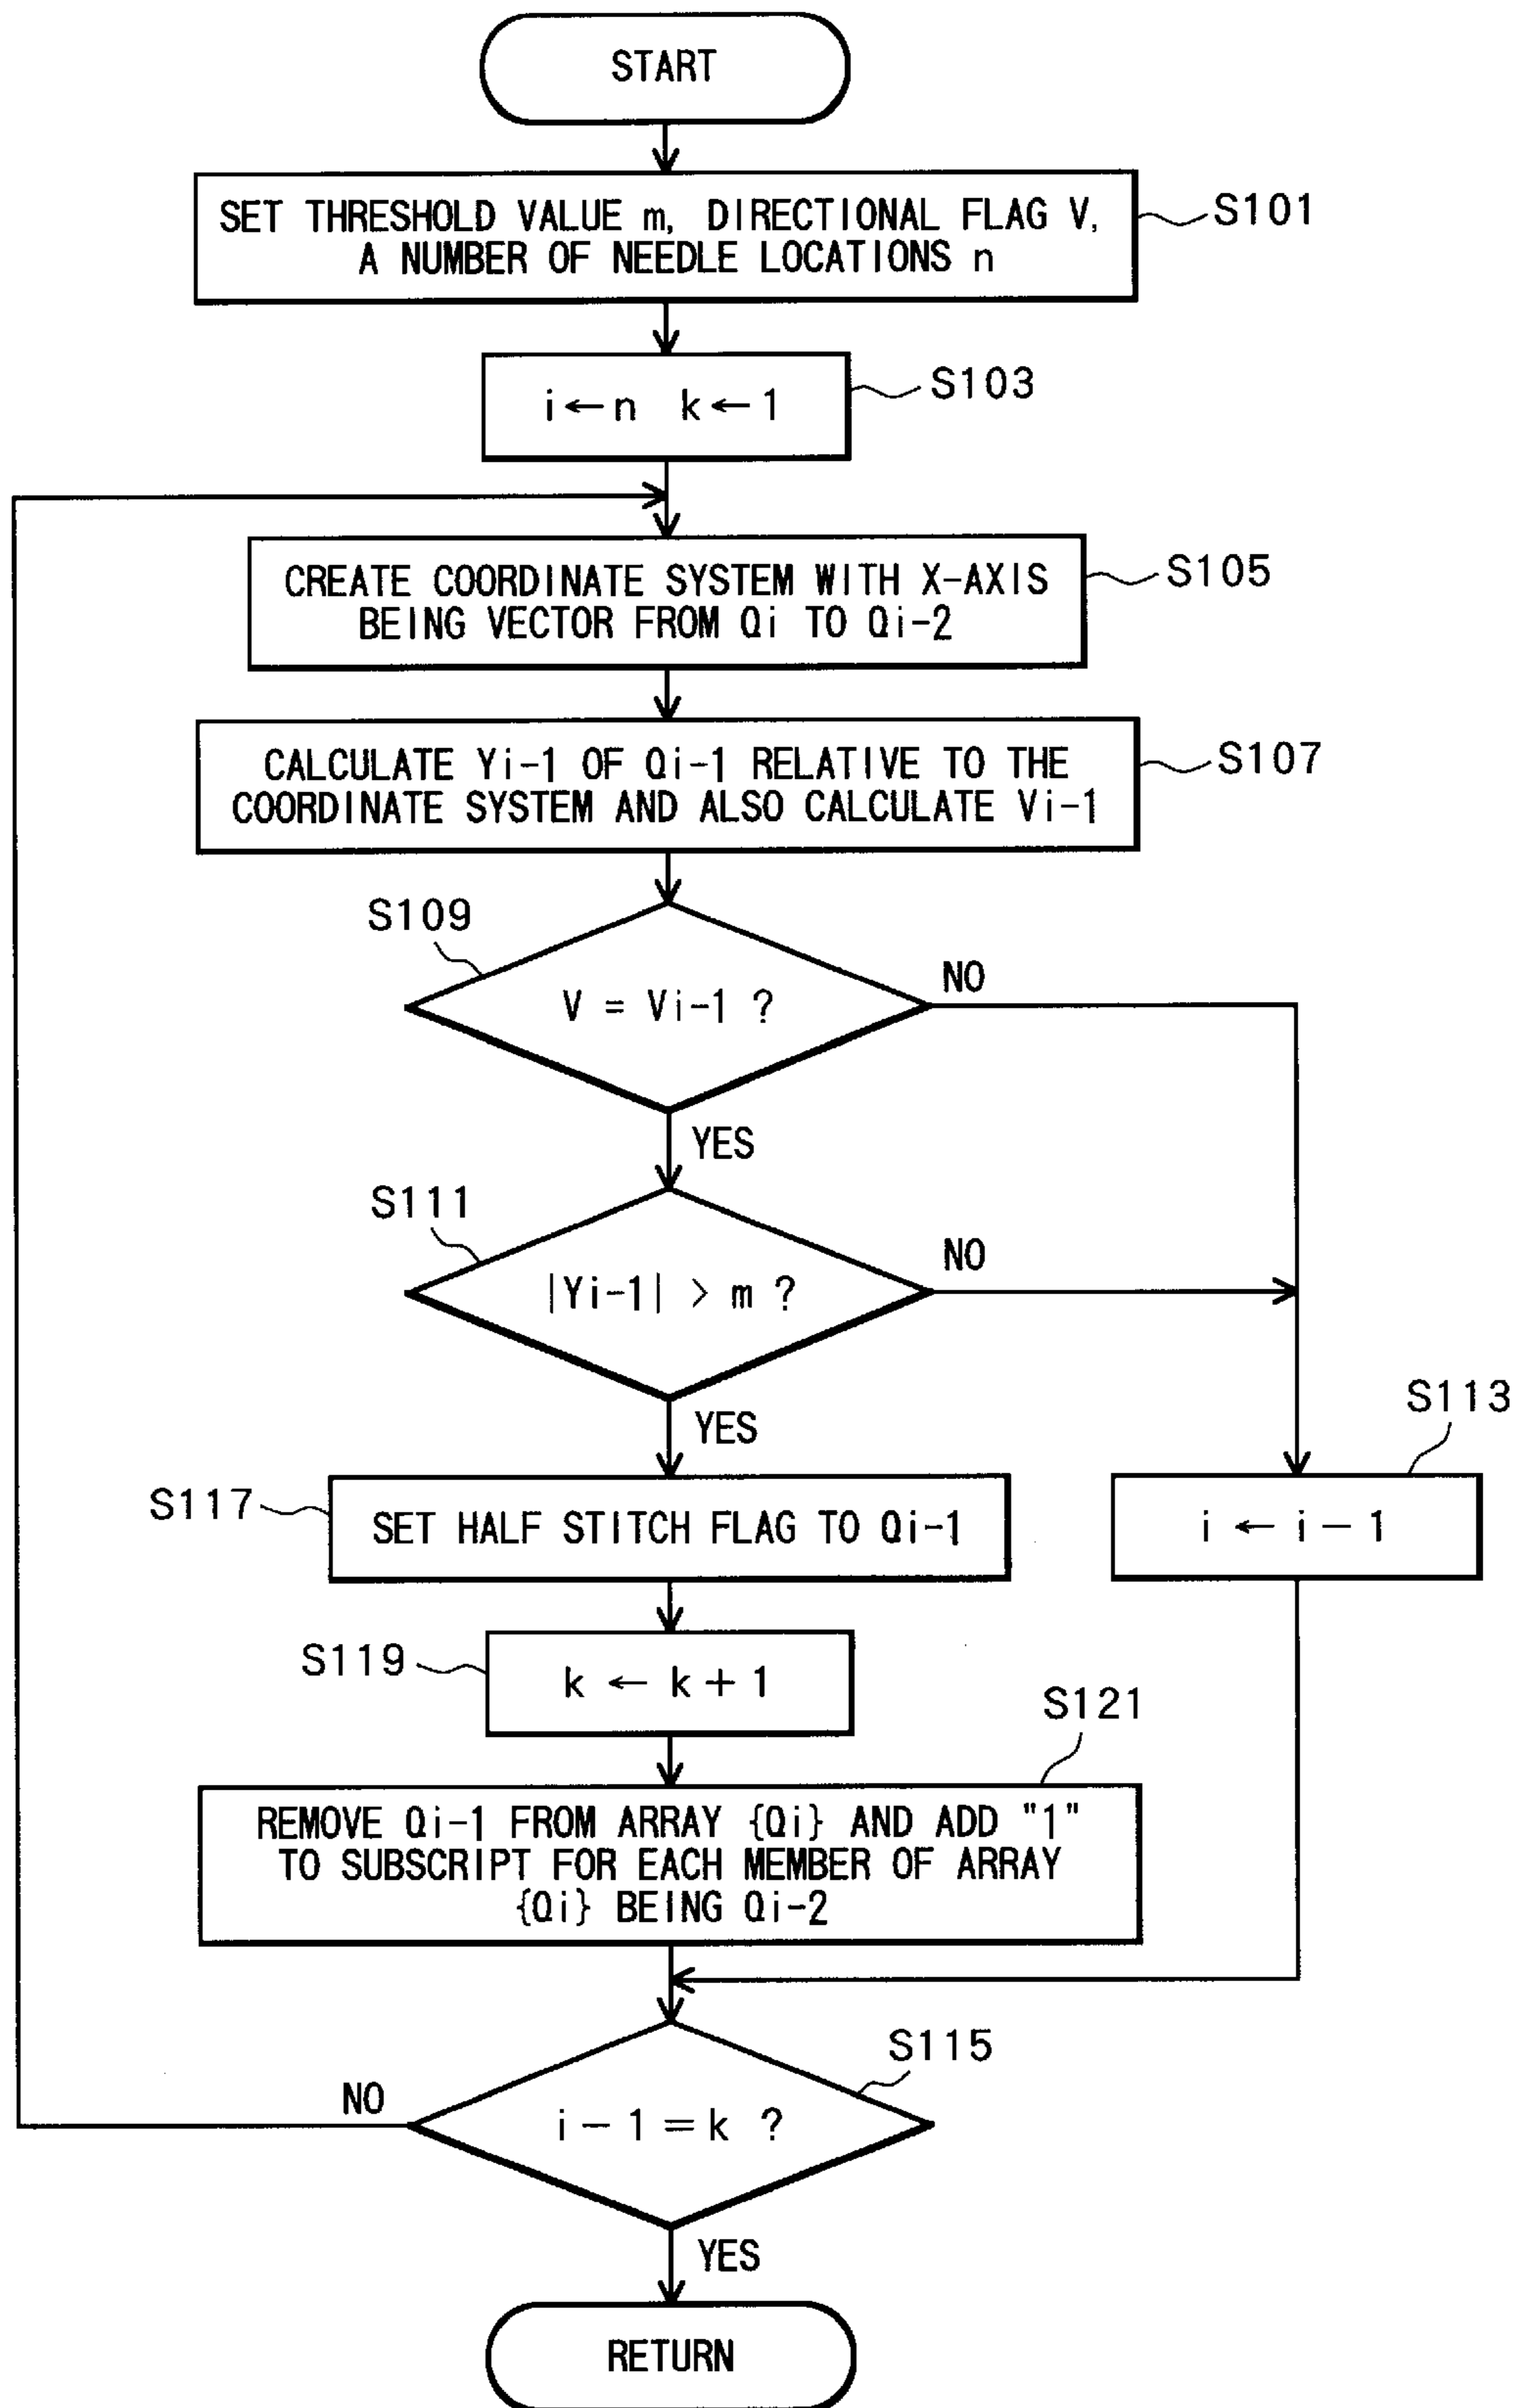 START
SET THRESHOLD VALUE m, DIRECTIONAL FLAG V,
A NUMBER OF NEEDLE LOCATIONS n
S101
i←n k←1
S103
CREATE COORDINATE SYSTEM WITH X-AXIS
BEING VECTOR FROM Qi TO Qi-2
S105
CALCULATE Yi-1 OF Qi-1 RELATIVE TO THE
COORDINATE SYSTEM AND ALSO CALCULATE Vi-1
S107
S109
V = Vi-1 ?
NO
YES
S111
|Yi-1| > m ?
NO
YES
S113
i ← i - 1
S117
SET HALF STITCH FLAG TO Qi-1
S119
k ← k + 1
S121
REMOVE Qi-1 FROM ARRAY {Qi} AND ADD "1"
TO SUBSCRIPT FOR EACH MEMBER OF ARRAY
{Qi} BEING Qi-2
S115
NO
i - 1 = k ?
YES
RETURN